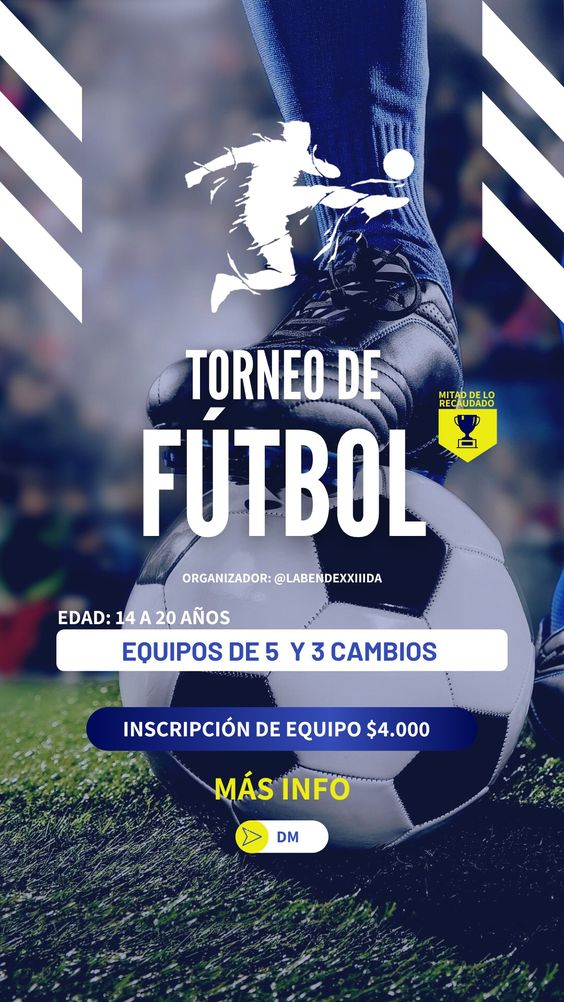 TORNEO DE
FÚTBOL
MITAD DE LO
RECAUDADO
ORGANIZADOR: @LABENDEXXIIIDA
EDAD: 14 A 20 AÑOS
EQUIPOS DE 5 Y 3 CAMBIOS
INSCRIPCIÓN DE EQUIPO $4.000
MÁS INFO
DM